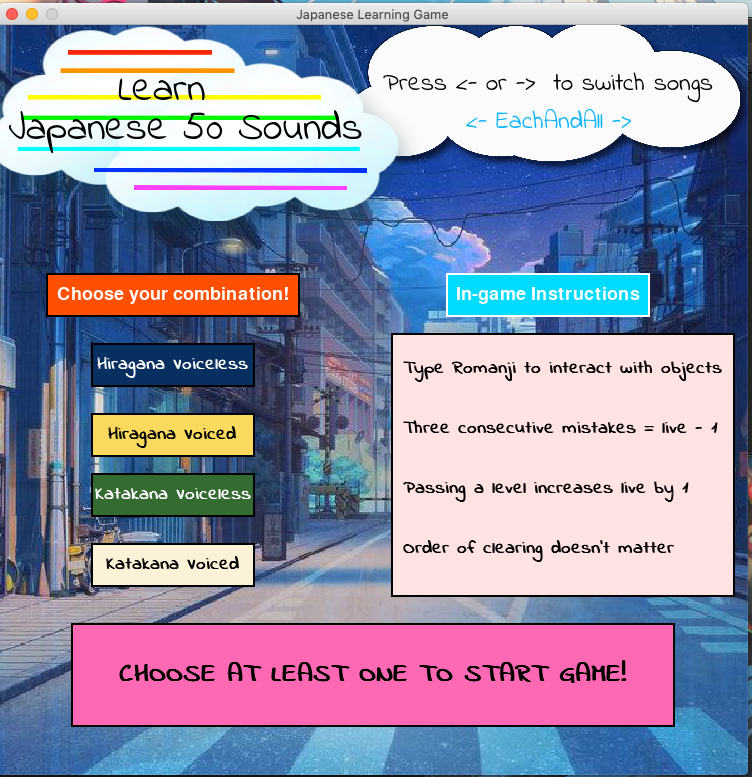 Japanese Learning Game
Learn
Japanese 50 Sounds
Press <- or -> to switch songs
<- EachAndAll ->
Choose your combination!
Hiragana Voiceless
Hiragana Voiced
Katakana Voiceless
Katakana Voiced
In-game Instructions
Type Romanji to interact with objects
Three consecutive mistakes = live - 1
Passing a level increases live by 1
Order of clearing doesn't matter
CHOOSE AT LEAST ONE TO START GAME!